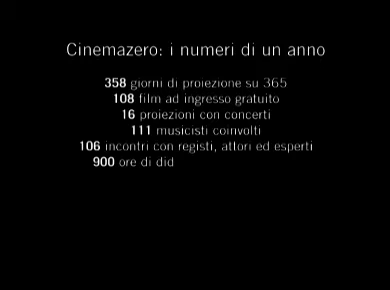 Cinemazero: i numeri di un anno
358 giorni di proiezione su 365
108 film ad ingresso gratuito
16 proiezioni con concerti
111 musicisti coinvolti
106 incontri con registi, attori ed esperti
900 ore di did